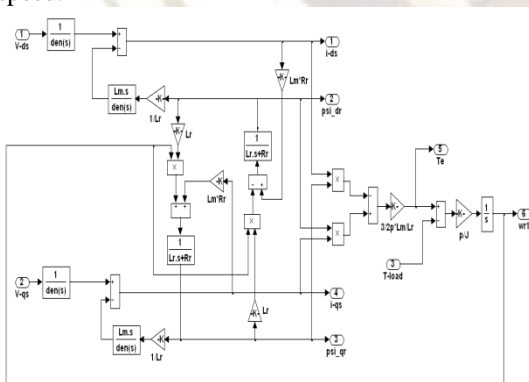 speed.
1
V-ds
1
den(s)
+
-
1
i-ds
-K-
Lm*Rr
Lm.s
den(s)
-K-
1/Lr
2
psi_dr
-K-
Lr
1
Lr.s+Rr
x
-K-
Lm*Rr
- +
+ +
x
1
Lr.s+Rr
x
x
-
+
K-
3/2p*Lm/Lr
5
Te
+
-
K-
p/J
1
s
6
wr1
3
T-load
2
V-qs
1
den(s)
+
-
4
i-qs
-K-
Lr
Lm.s
den(s)
-K-
1/Lr
3
psi_qr